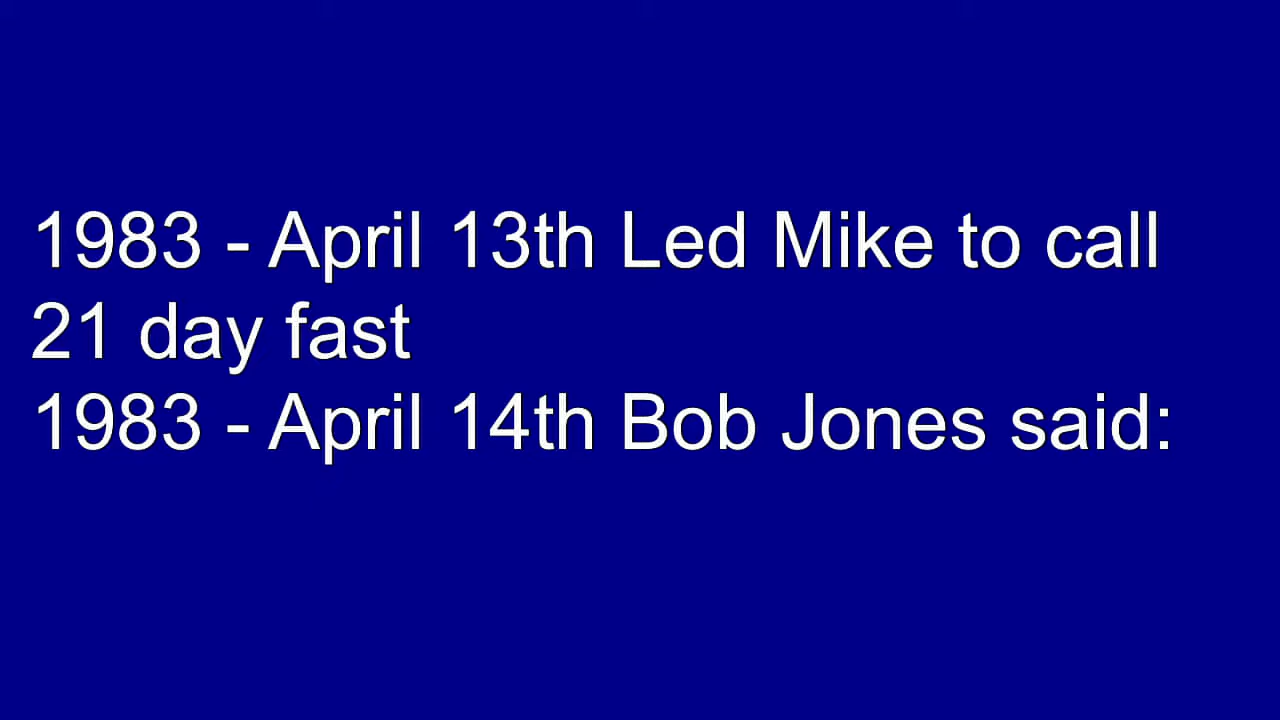 1983 - April 13th Led Mike to call
21 day fast
1983 - April 14th Bob Jones said: